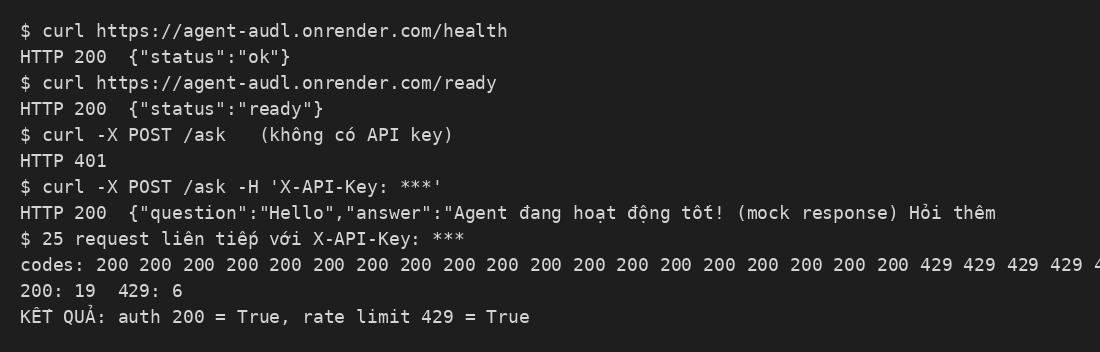 $ curl https://agent-audl.onrender.com/health
HTTP 200  {"status":"ok"}
$ curl https://agent-audl.onrender.com/ready
HTTP 200  {"status":"ready"}
$ curl -X POST /ask   (không có API key)
HTTP 401
$ curl -X POST /ask -H 'X-API-Key: ***'
HTTP 200  {"question":"Hello","answer":"Agent đang hoạt động tốt! (mock response) Hỏi thêm
$ 25 request liên tiếp với X-API-Key: ***
codes: 200 200 200 200 200 200 200 200 200 200 200 200 200 200 200 200 200 200 200 429 429 429 429 4
200: 19  429: 6
KẾT QUẢ: auth 200 = True, rate limit 429 = True